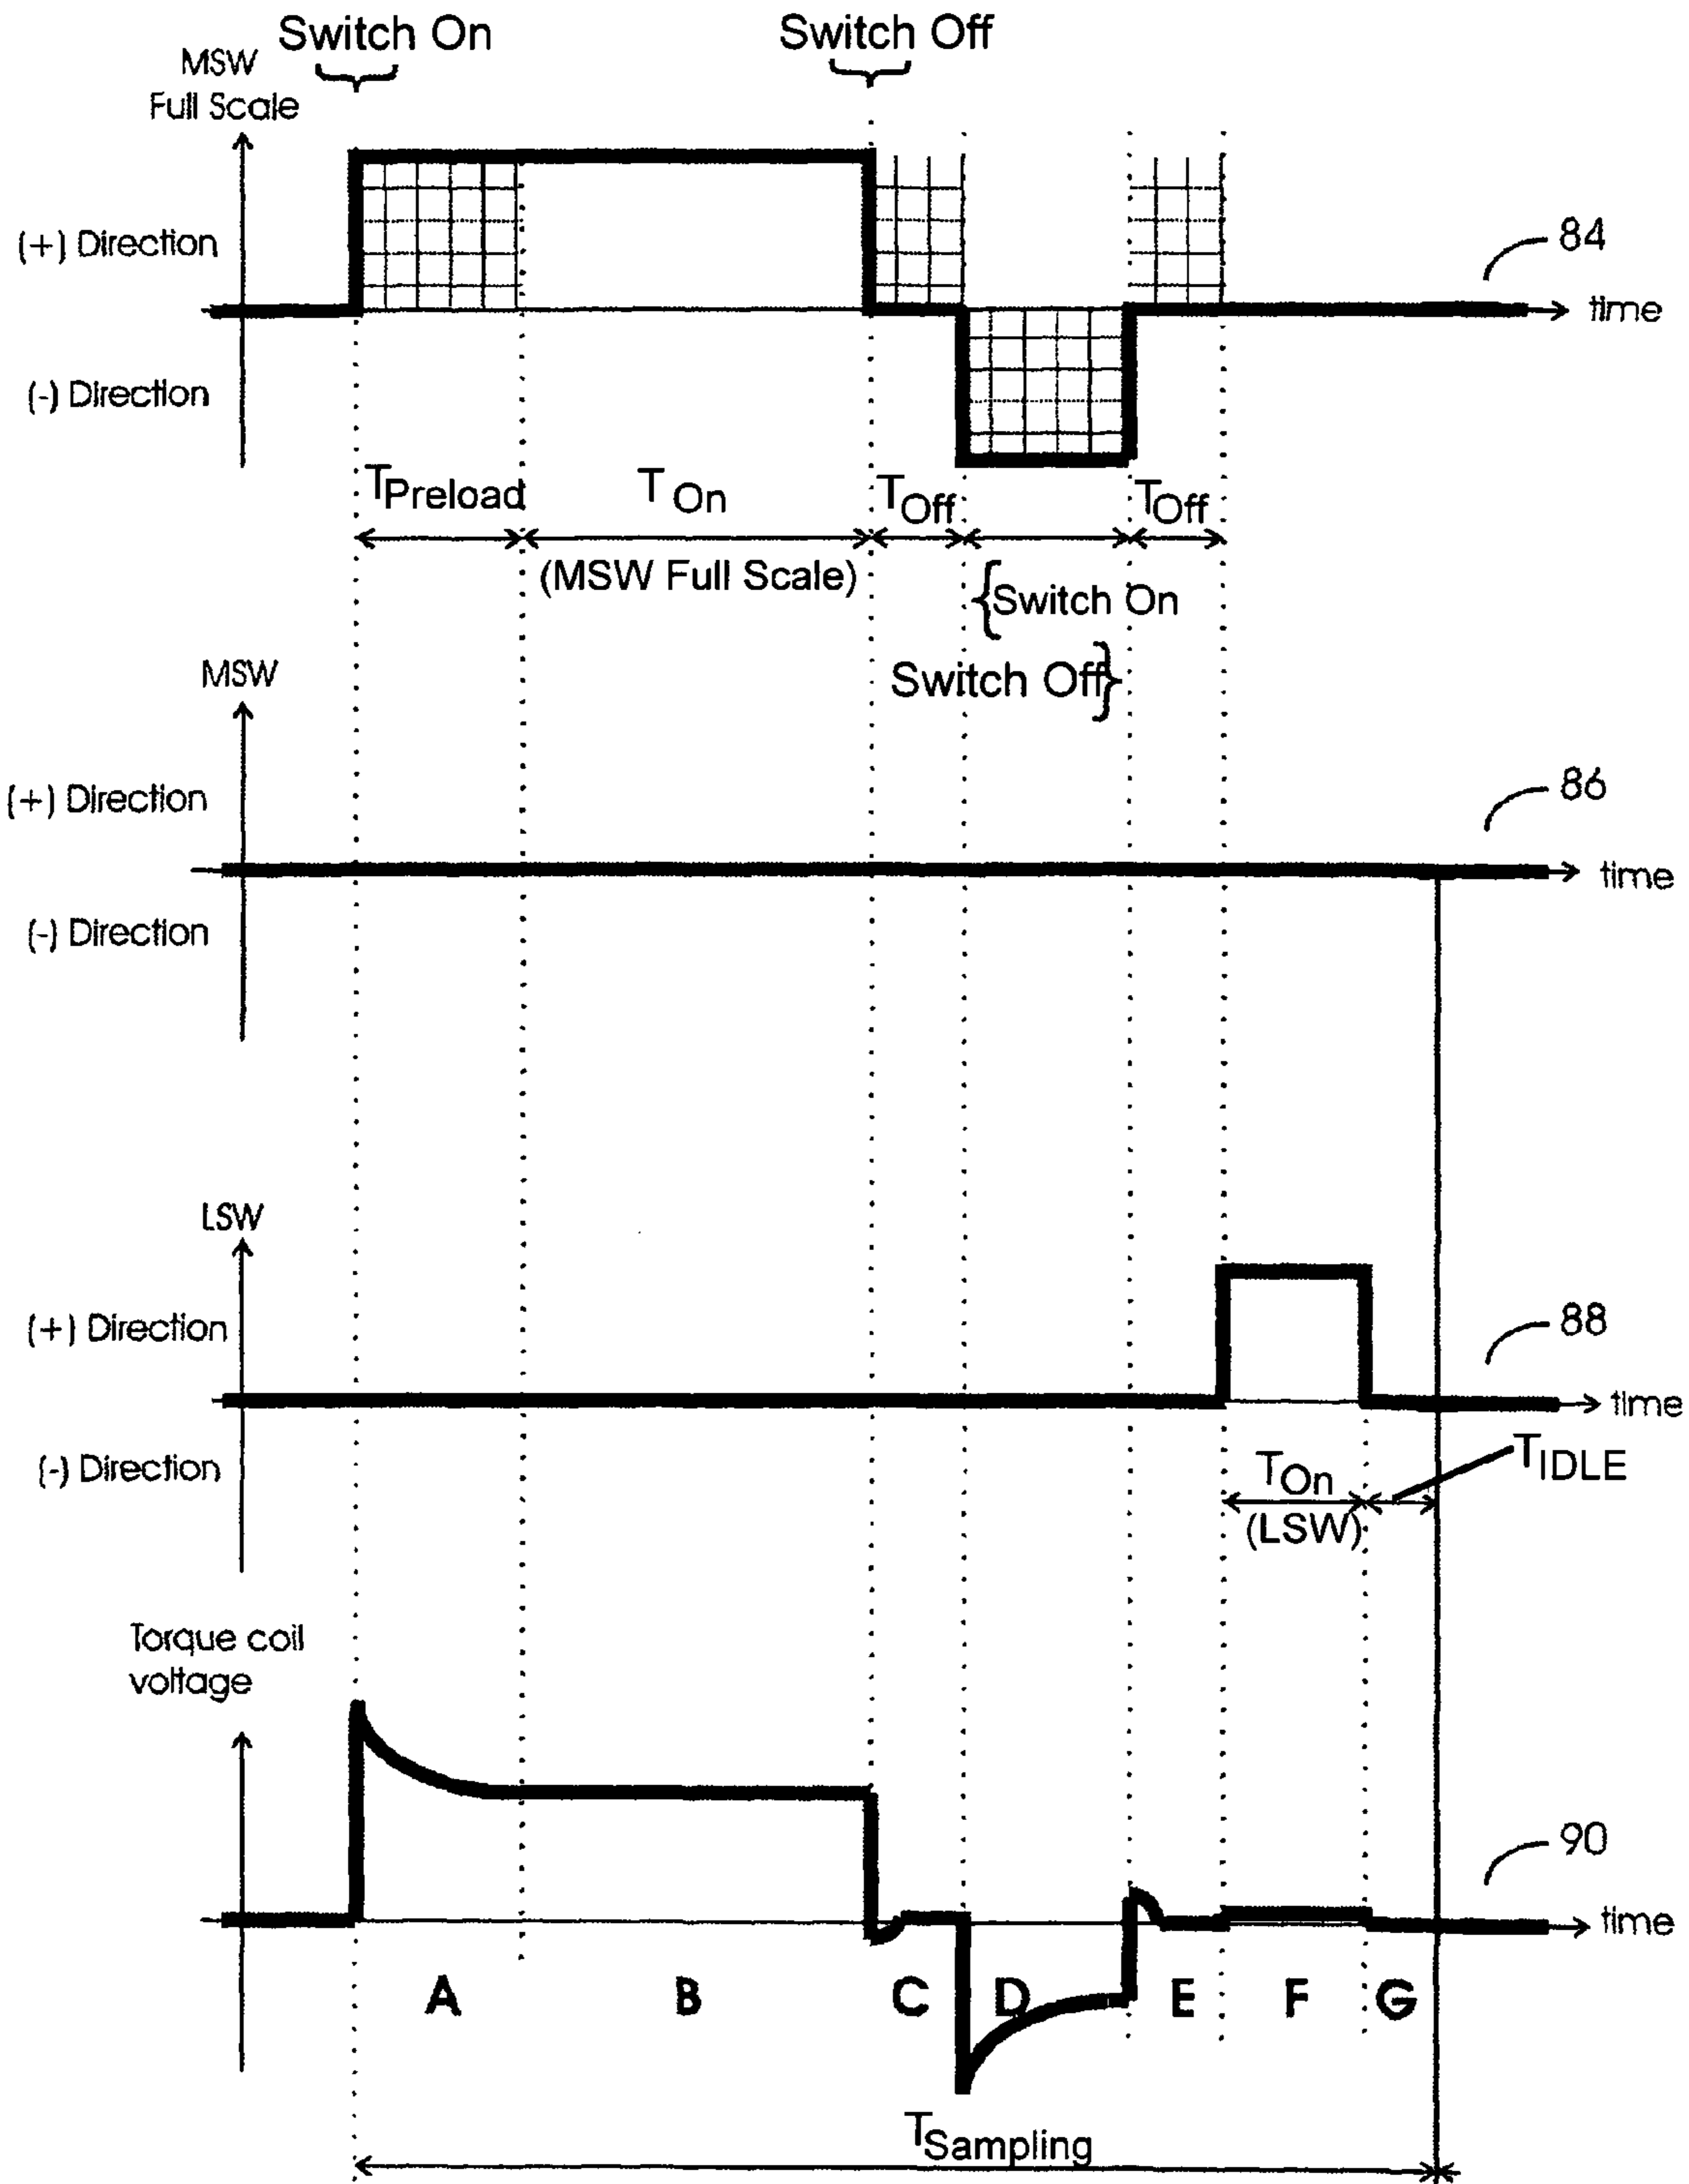 Switch On
Switch Off
MSW
Full Scale
(+) Direction
84
time
(-) Direction
TPreload
T On
TOff
TOff
(MSW Full Scale)
{Switch On
Switch Off}
MSW
(+) Direction
86
time
(-) Direction
LSW
(+) Direction
88
time
(-) Direction
TOn
(LSW)
TIDLE
Torque coil
voltage
90
time
A B C D E F G
TSampling